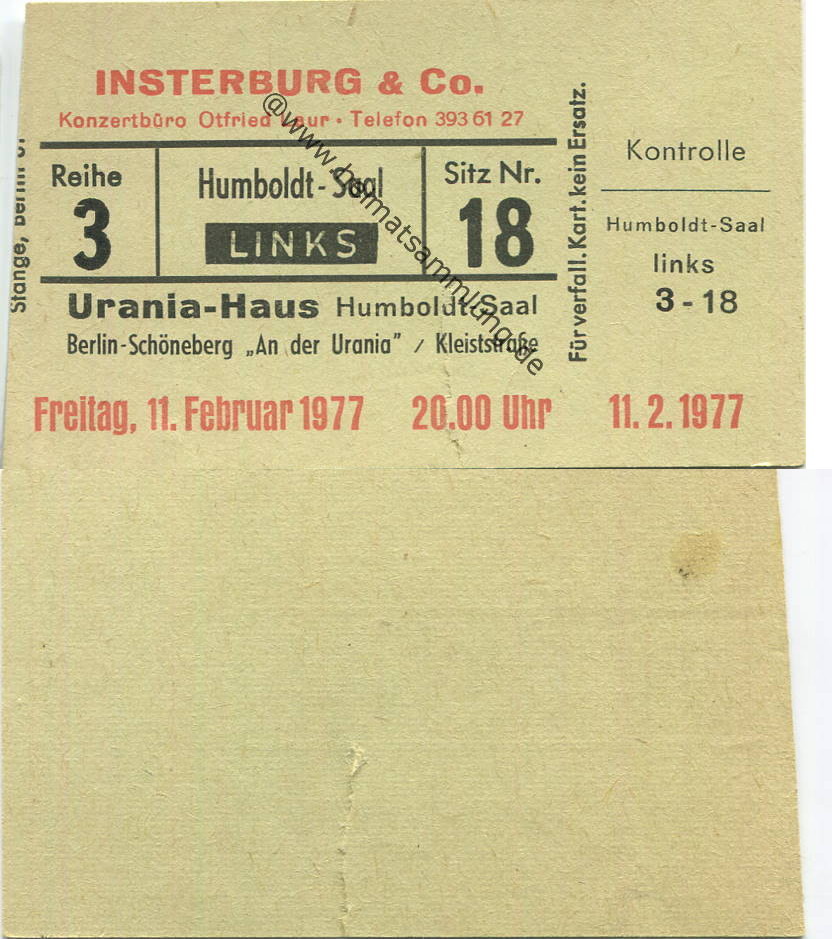 INSTERBURG & Co.
Konzertbüro Otfried Laur • Telefon 393 61 27
Reihe
3
Humboldt-Saal
LINKS
Sitz Nr.
18
Urania-Haus Humboldt-Saal
Berlin-Schöneberg „An der Urania” / Kleiststraße
Freitag, 11. Februar 1977 20.00 Uhr
Stange, Berlin
Für verfall. Kart. kein Ersatz.
Kontrolle
Humboldt-Saal
links
3 - 18
11. 2. 1977
@www.heimatsammlung.de